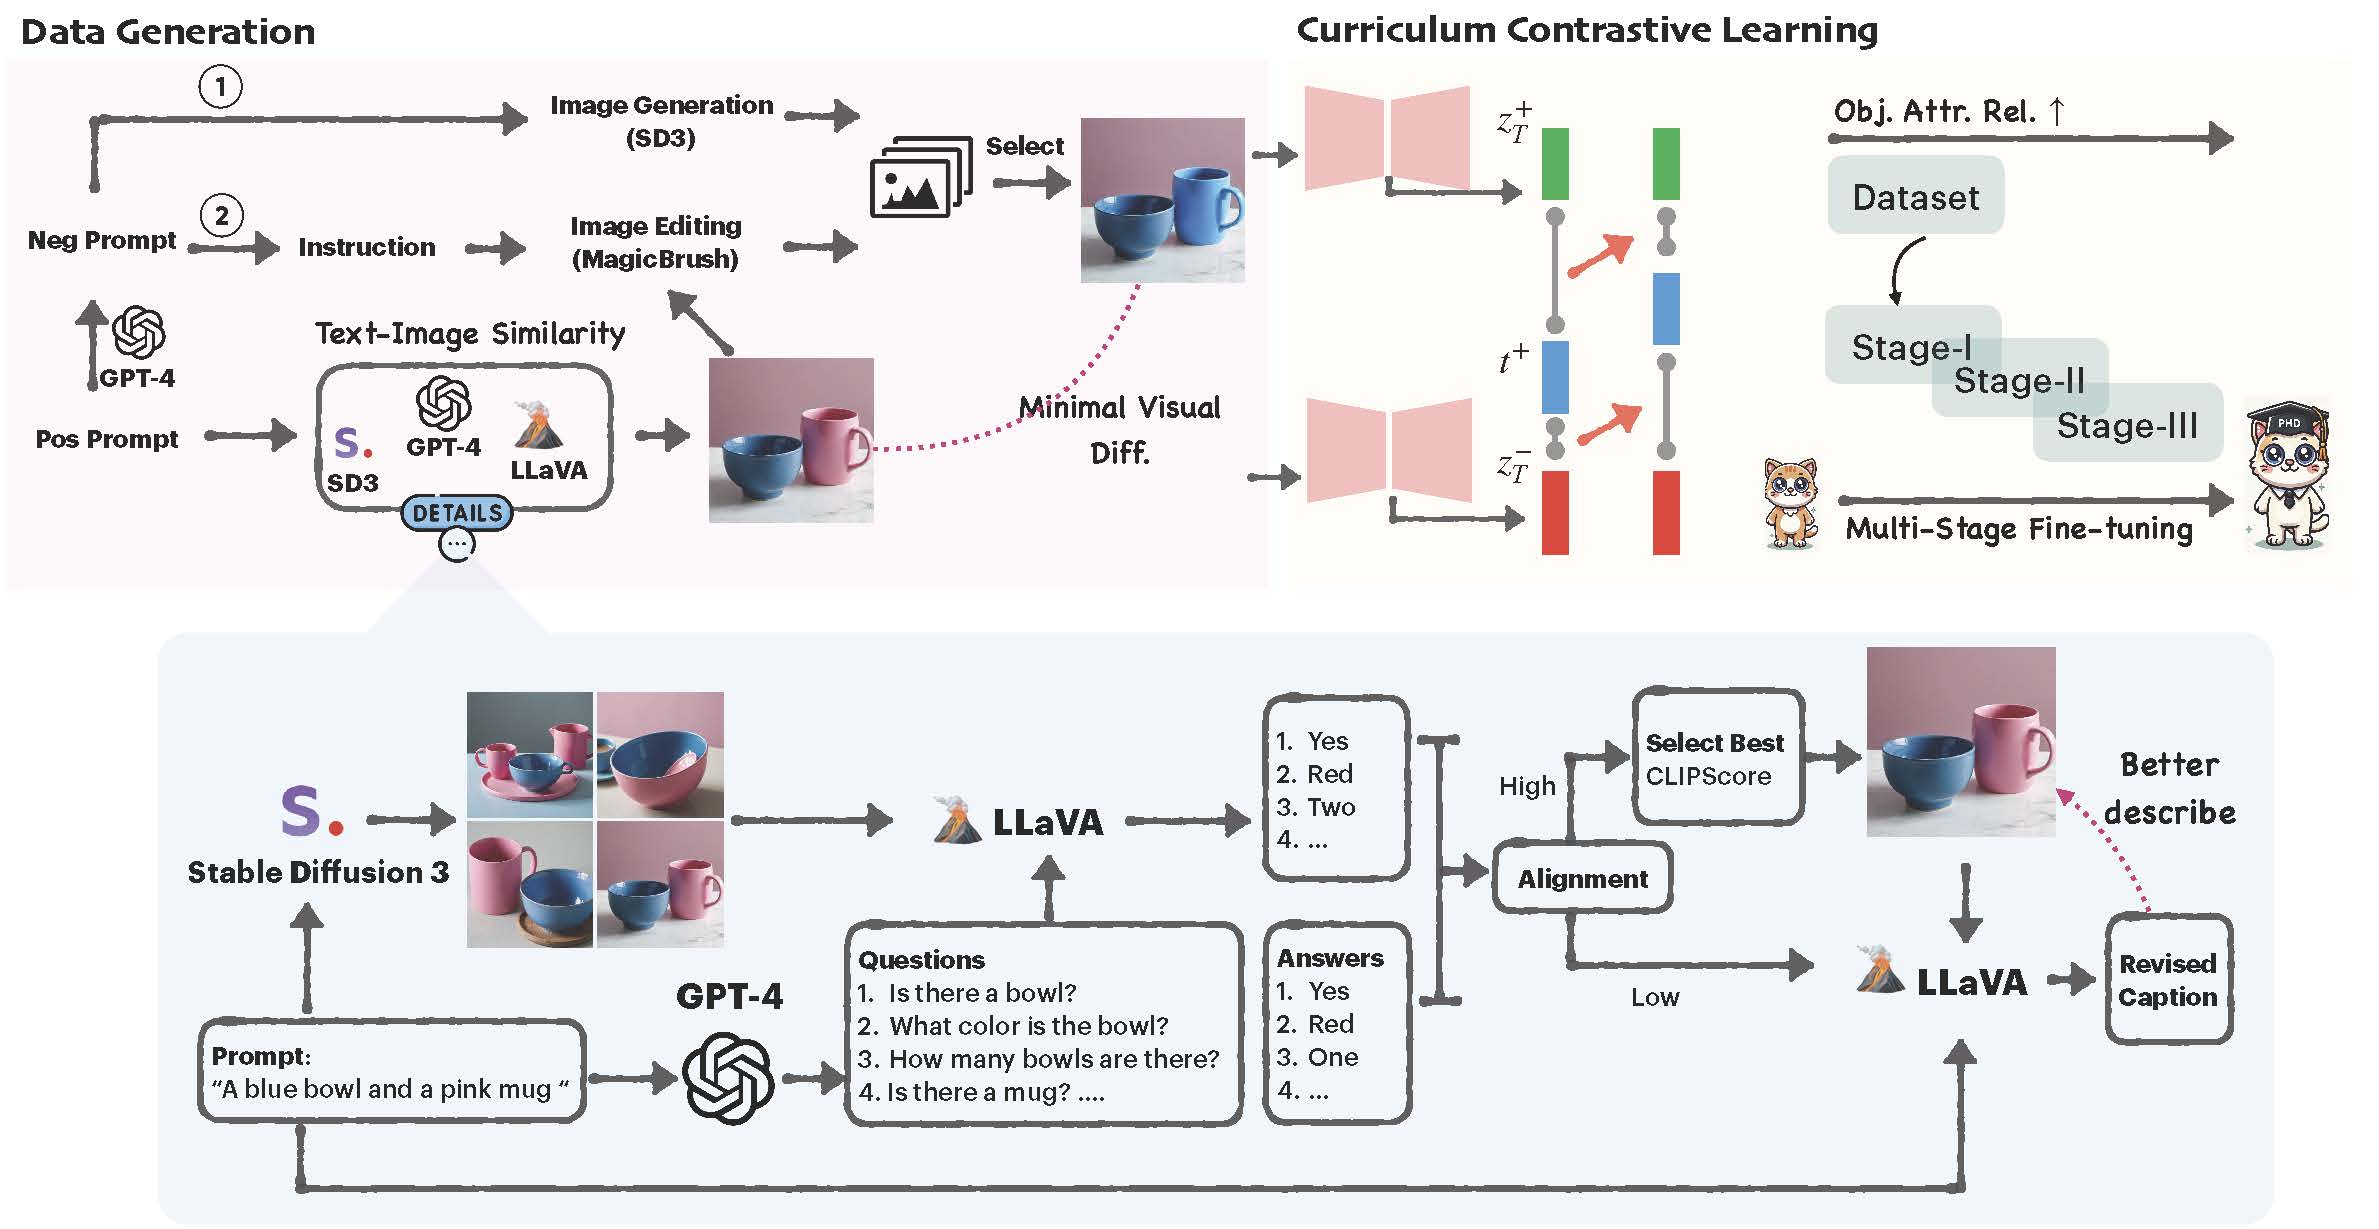 Data Generation
1
Image Generation
(SD3)
Select
2
Neg Prompt
Instruction
Image Editing
(MagicBrush)
GPT-4
Text-Image Similarity
Pos Prompt
S.
SD3
GPT-4
LLaVA
DETAILS
Minimal Visual
Diff.
Curriculum Contrastive Learning
z_T^+
t^+
z_T^-
Obj. Attr. Rel. ↑
Dataset
Stage-I
Stage-II
Stage-III
PHD
Multi-Stage Fine-tuning
S.
Stable Diffusion 3
Prompt:
“A blue bowl and a pink mug “
GPT-4
LLaVA
Questions
1. Is there a bowl?
2. What color is the bowl?
3. How many bowls are there?
4. Is there a mug? ....
1. Yes
2. Red
3. Two
4. ...
Answers
1. Yes
2. Red
3. One
4. ...
Alignment
High
Low
Select Best
CLIPScore
LLaVA
Better
describe
Revised
Caption